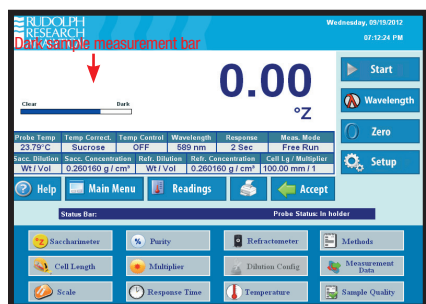 RUDOLPH
RESEARCH
Dark sample measurement bar
Wednesday, 09/19/2012
07:12:24 PM
0.00
°Z
Clear Dark
Start
Wavelength
Zero
Setup
Probe Temp Temp Correct. Temp Control Wavelength Response Meas. Mode
23.79°C Sucrose OFF 589 nm 2 Sec Free Run
Sacc. Dilution Sacc. Concentration Refr. Dilution Refr. Concentration Cell Lg / Multiplier
Wt / Vol 0.260160 g / cm³ Wt / Vol 0.260160 g / cm³ 100.00 mm / 1
Help Main Menu Readings Accept
Status Bar: Probe Status: In holder
°Z Saccharimeter % Purity Refractometer Methods
Cell Length Multiplier Dilution Config Measurement Data
Scale Response Time Temperature Sample Quality